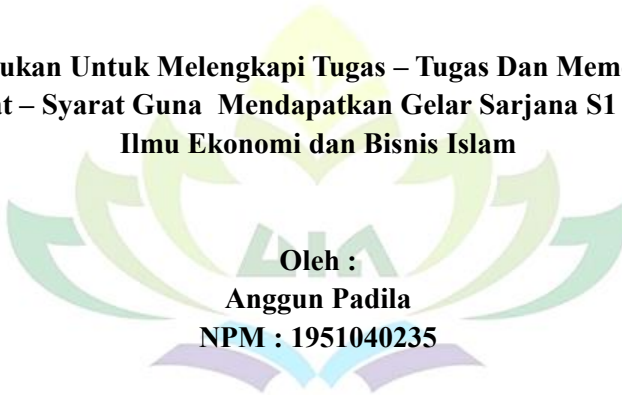 ukan Untuk Melengkapi Tugas – Tugas Dan Mem
t – Syarat Guna Mendapatkan Gelar Sarjana S1
Ilmu Ekonomi dan Bisnis Islam
Oleh :
Anggun Padila
NPM : 1951040235